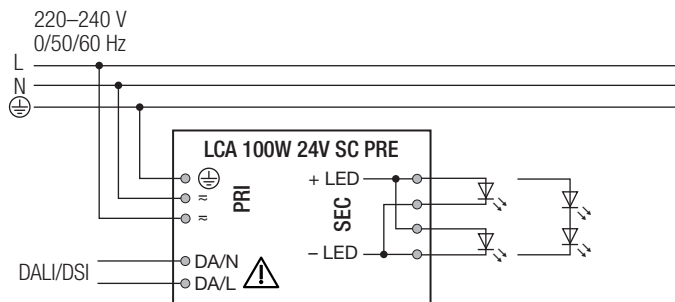 220–240 V
0/50/60 Hz
L
N
LCA 100W 24V SC PRE
PRI
≂
≂
+ LED
SEC
– LED
DALI/DSI
DA/N
DA/L